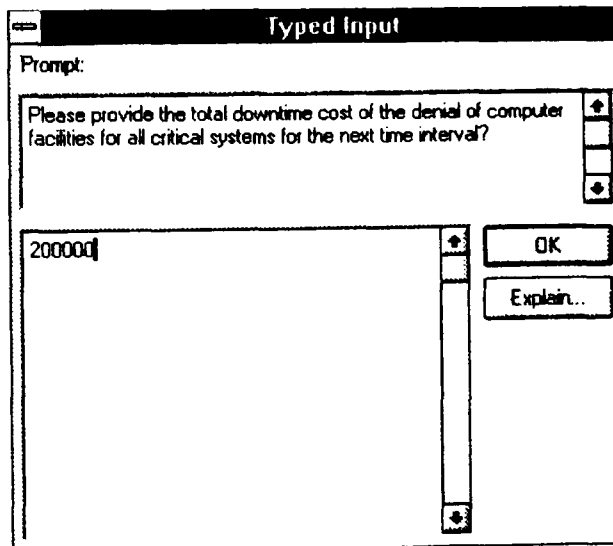 Typed Input
Prompt:
Please provide the total downtime cost of the denial of computer
facilities for all critical systems for the next time interval?
200000
OK
Explain...